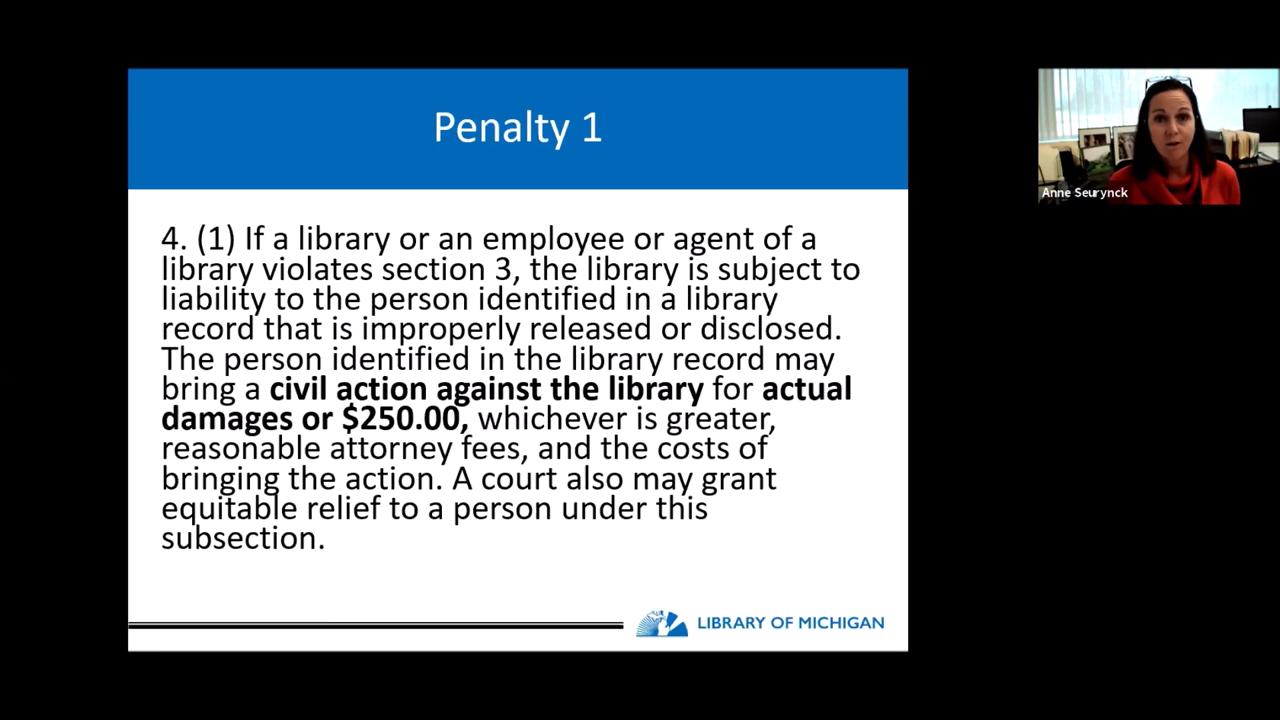 Penalty 1
4. (1) If a library or an employee or agent of a
library violates section 3, the library is subject to
liability to the person identified in a library
record that is improperly released or disclosed.
The person identified in the library record may
bring a civil action against the library for actual
damages or $250.00, whichever is greater,
reasonable attorney fees, and the costs of
bringing the action. A court also may grant
equitable relief to a person under this
subsection.
LIBRARY OF MICHIGAN
Anne Seurynck